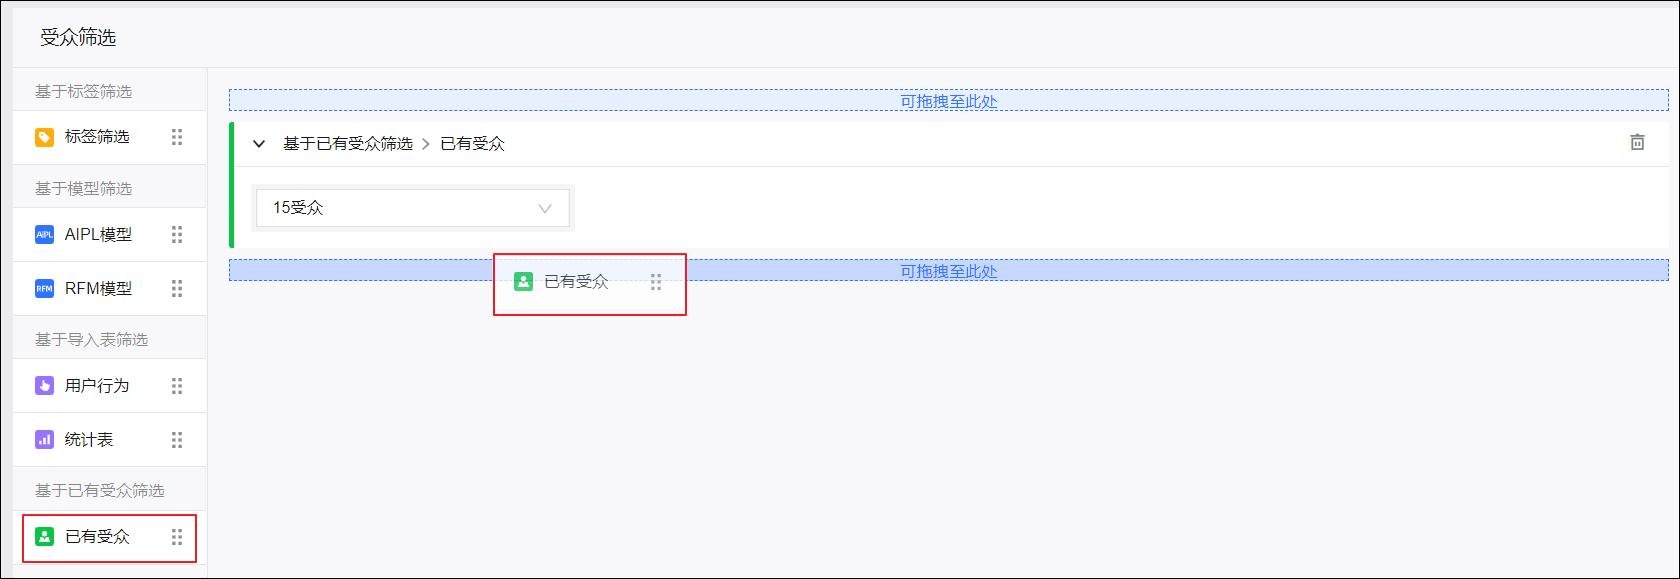 受众筛选
基于标签筛选
标签筛选
基于模型筛选
AIPL
AIPL模型
RFM
RFM模型
基于导入表筛选
用户行为
统计表
基于已有受众筛选
已有受众
可拖拽至此处
基于已有受众筛选 > 已有受众
15受众
可拖拽至此处
已有受众